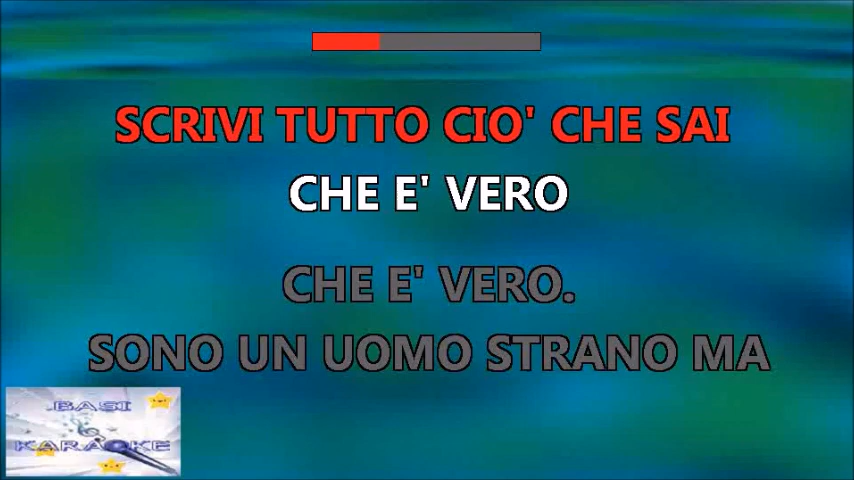 SCRIVI TUTTO CIO' CHE SAI
CHE E' VERO
CHE E' VERO.
SONO UN UOMO STRANO MA
BASI
KARAOKE